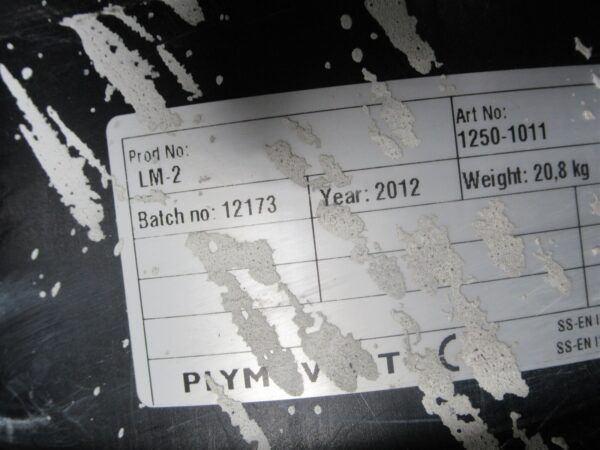 Prod No:
LM-2
Art No:
1250-1011
Batch no: 12173
Year: 2012
Weight: 20,8 kg
SS-EN
SS-EN